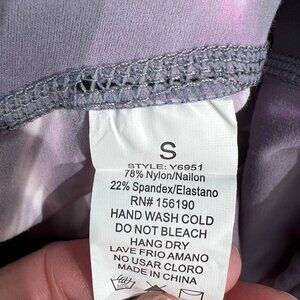 S
STYLE: Y6951
78% Nylon/Nailon
22% Spandex/Elastano
RN# 156190
HAND WASH COLD
DO NOT BLEACH
HANG DRY
LAVE FRIO AMANO
NO USAR CLORO
MADE IN CHINA